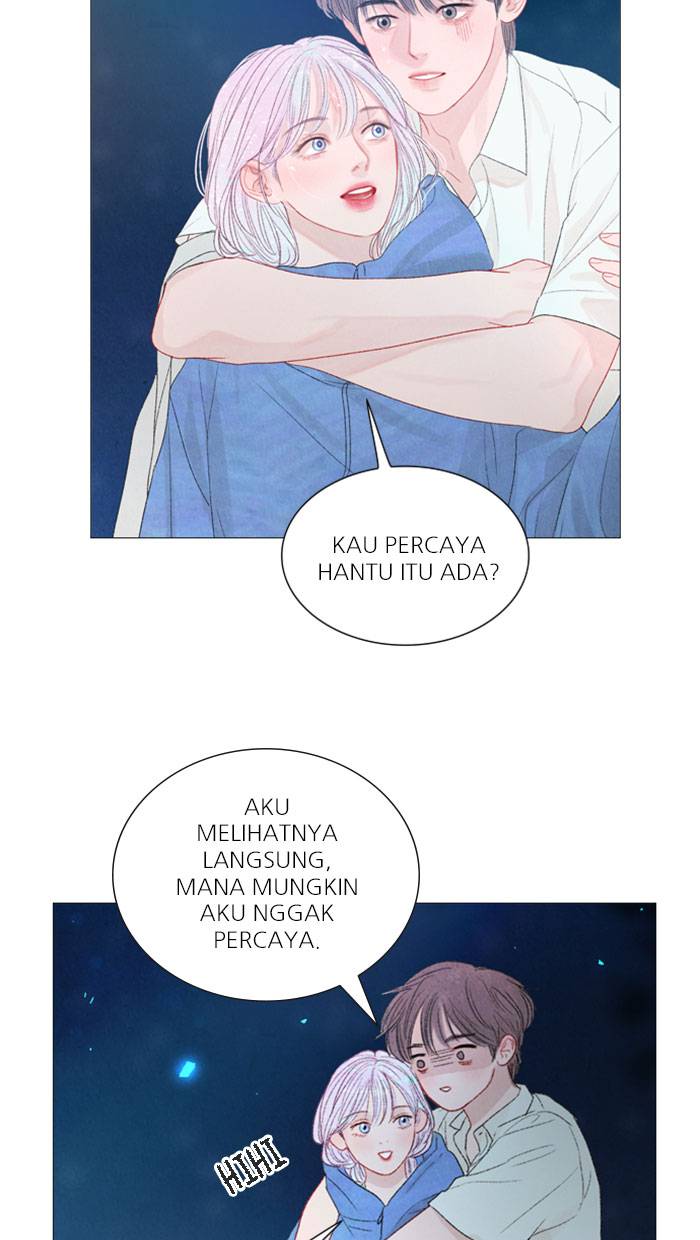 KAU PERCAYA
HANTU ITU ADA?
AKU
MELIHATNYA
LANGSUNG,
MANA MUNGKIN
AKU NGGAK
PERCAYA.
HIHI